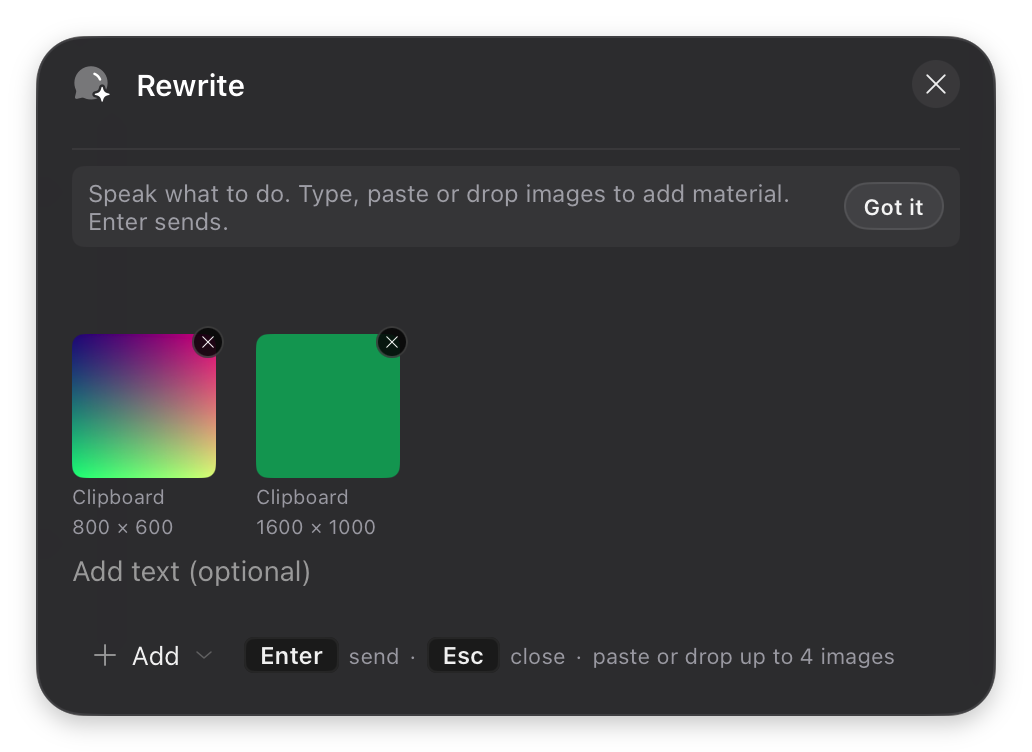 Rewrite
Speak what to do. Type, paste or drop images to add material.
Enter sends.
Got it
Clipboard
800 × 600
Clipboard
1600 × 1000
Add text (optional)
Add
Enter send · Esc close · paste or drop up to 4 images